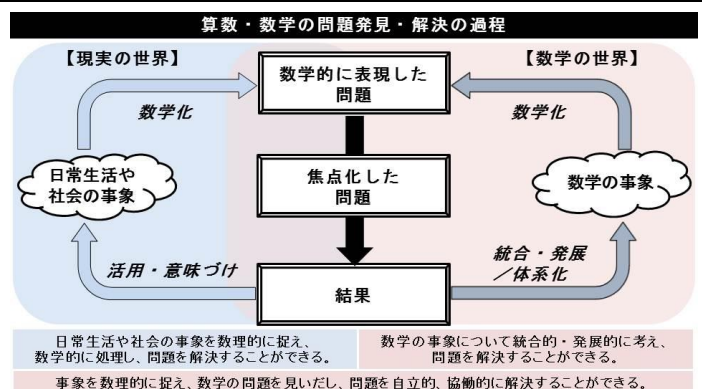 算数・数学の問題発見・解決の過程
【現実の世界】
【数学の世界】
数学的に表現した
問題
数学化
数学化
日常生活や
社会の事象
焦点化した
問題
数学の事象
活用・意味づけ
結果
統合・発展
／体系化
日常生活や社会の事象を数理的に捉え、
数学的に処理し、問題を解決することができる。
数学の事象について統合的・発展的に考え、
問題を解決することができる。
事象を数理的に捉え、数学の問題を見いだし、問題を自立的、協働的に解決することができる。